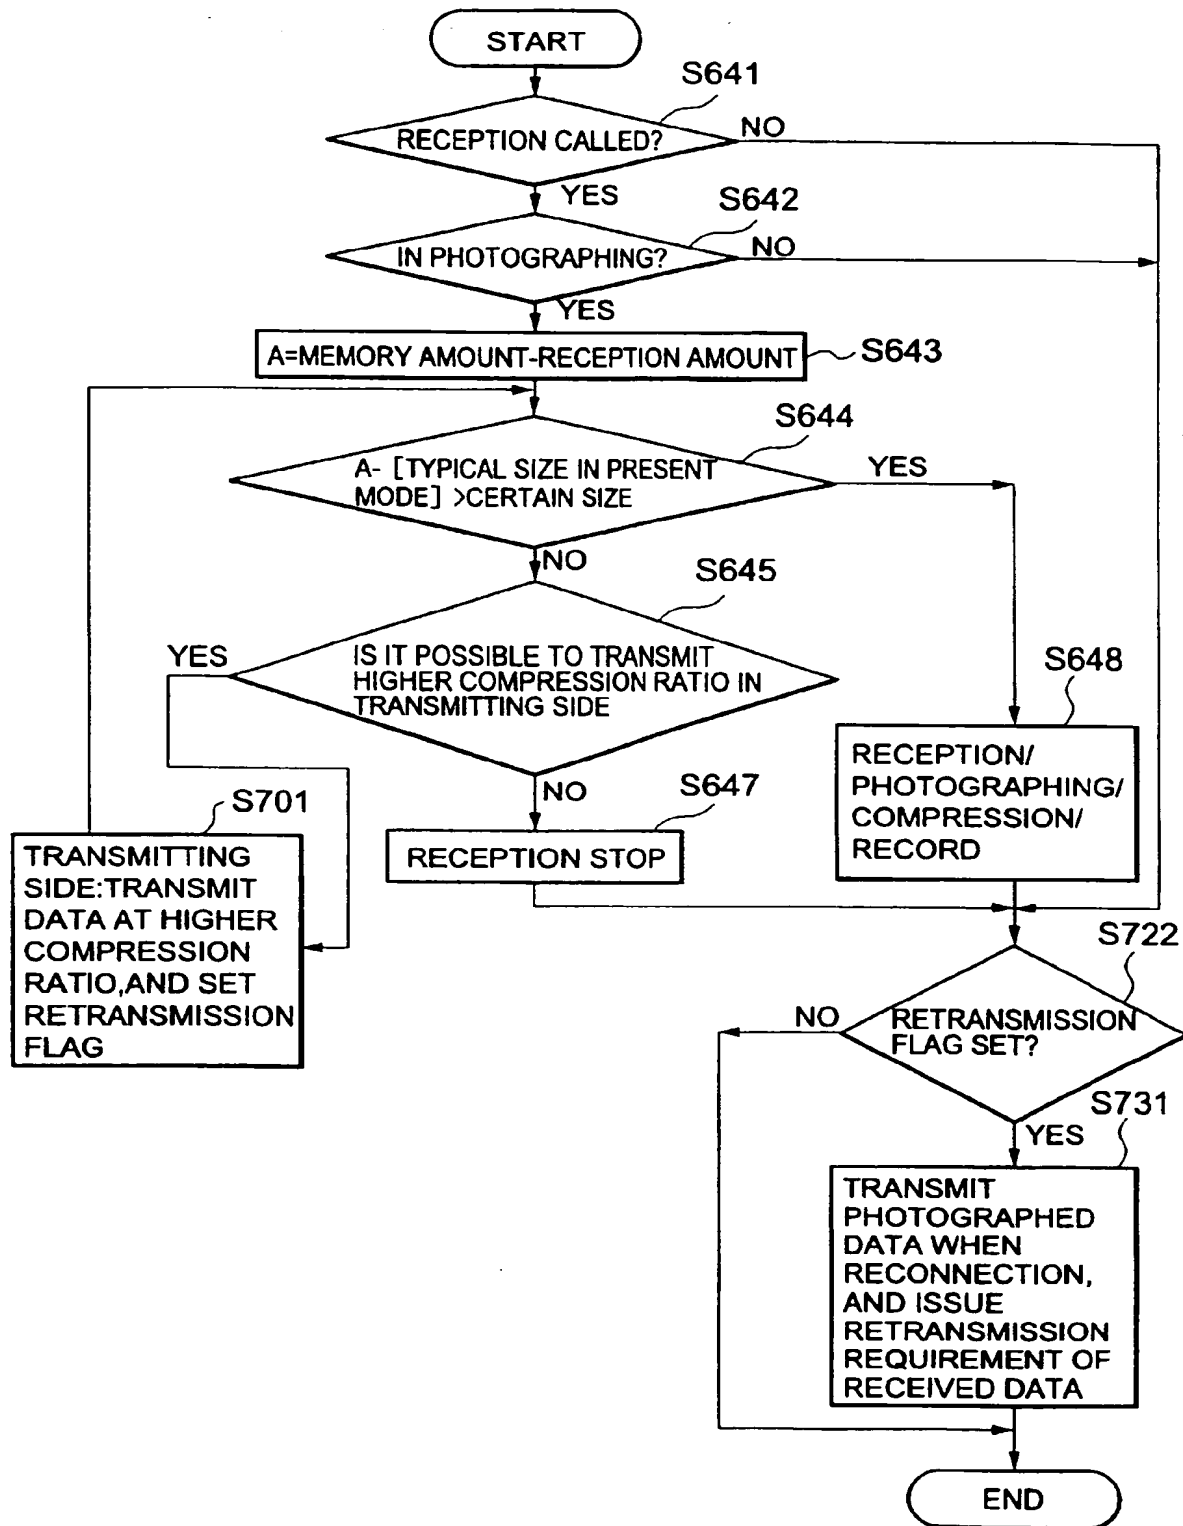 START
S641
RECEPTION CALLED?
NO
YES
S642
IN PHOTOGRAPHING?
NO
YES
A=MEMORY AMOUNT-RECEPTION AMOUNT
S643
S644
A- [TYPICAL SIZE IN PRESENT
MODE] >CERTAIN SIZE
YES
NO
S645
YES
IS IT POSSIBLE TO TRANSMIT
HIGHER COMPRESSION RATIO IN
TRANSMITTING SIDE
S648
RECEPTION/
PHOTOGRAPHING/
COMPRESSION/
RECORD
NO
S647
RECEPTION STOP
S701
TRANSMITTING
SIDE:TRANSMIT
DATA AT HIGHER
COMPRESSION
RATIO,AND SET
RETRANSMISSION
FLAG
S722
NO
RETRANSMISSION
FLAG SET?
S731
YES
TRANSMIT
PHOTOGRAPHED
DATA WHEN
RECONNECTION,
AND ISSUE
RETRANSMISSION
REQUIREMENT OF
RECEIVED DATA
END